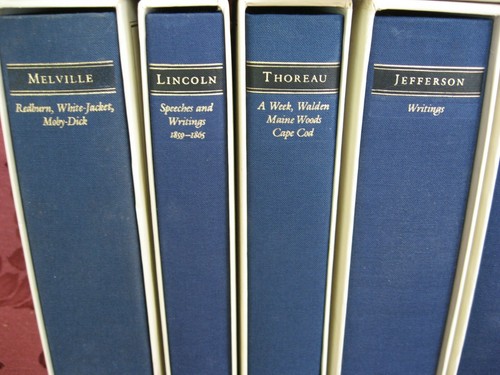 MELVILLE
Redburn, White-Jacket,
Moby-Dick
LINCOLN
Speeches and
Writings
1859–1865
THOREAU
A Week, Walden
Maine Woods
Cape Cod
JEFFERSON
Writings